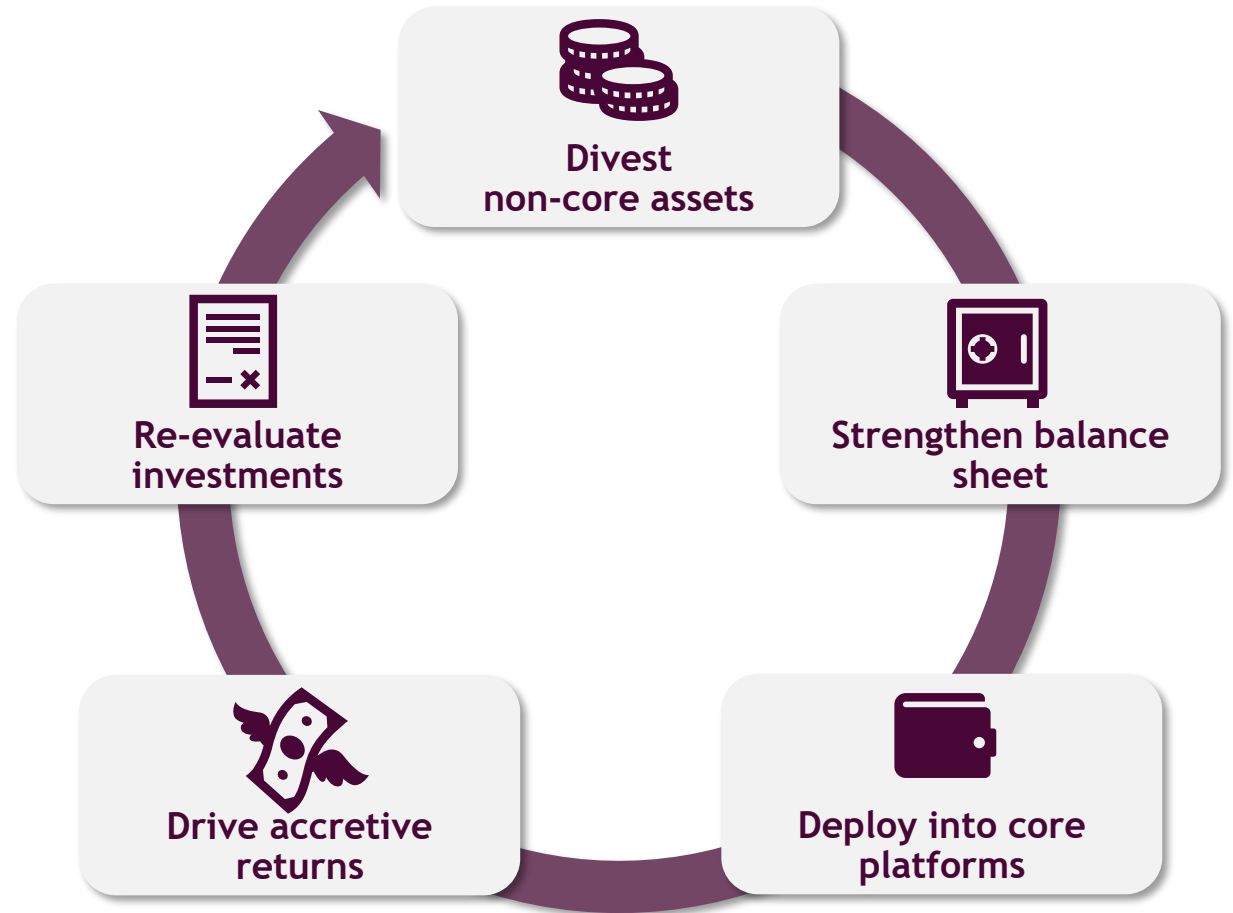 Divest
non-core assets
Strengthen balance
sheet
Deploy into core
platforms
Drive accretive
returns
Re-evaluate
investments